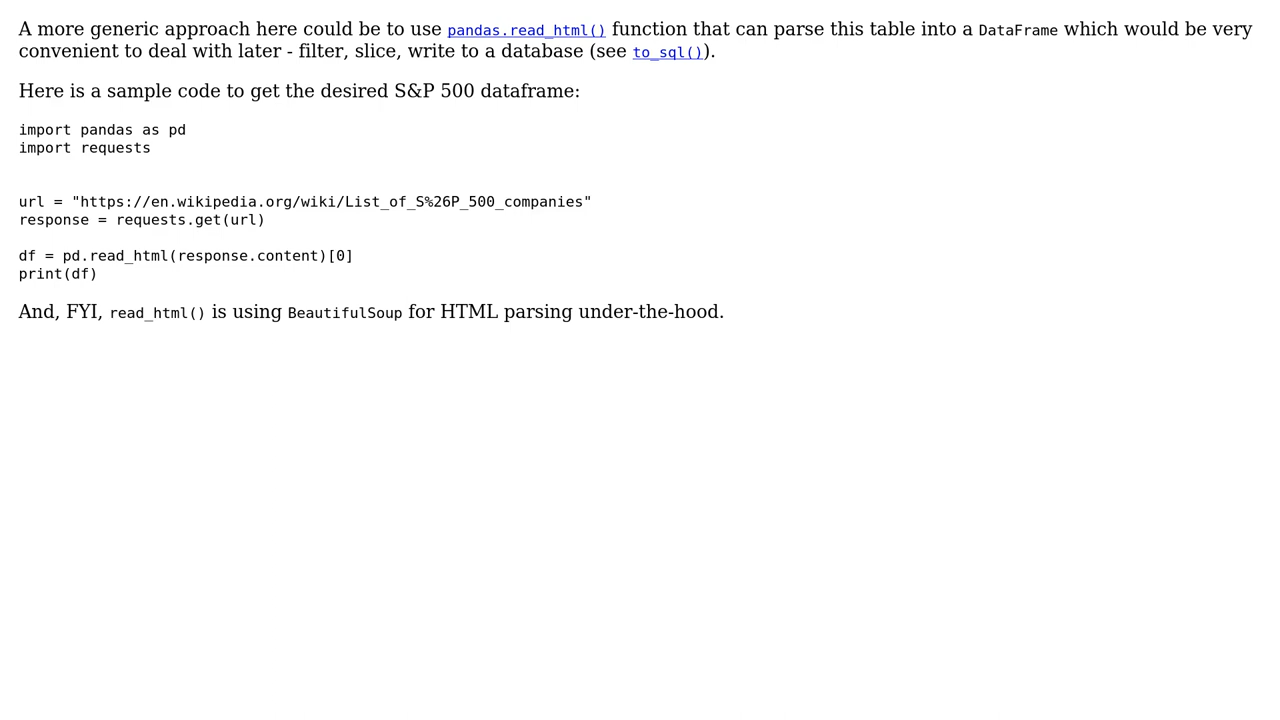 A more generic approach here could be to use pandas.read_html() function that can parse this table into a DataFrame which would be very
convenient to deal with later - filter, slice, write to a database (see to_sql()).
Here is a sample code to get the desired S&P 500 dataframe:
import pandas as pd
import requests
url = "https://en.wikipedia.org/wiki/List_of_S%26P_500_companies"
response = requests.get(url)
df = pd.read_html(response.content)[0]
print(df)
And, FYI, read_html() is using BeautifulSoup for HTML parsing under-the-hood.